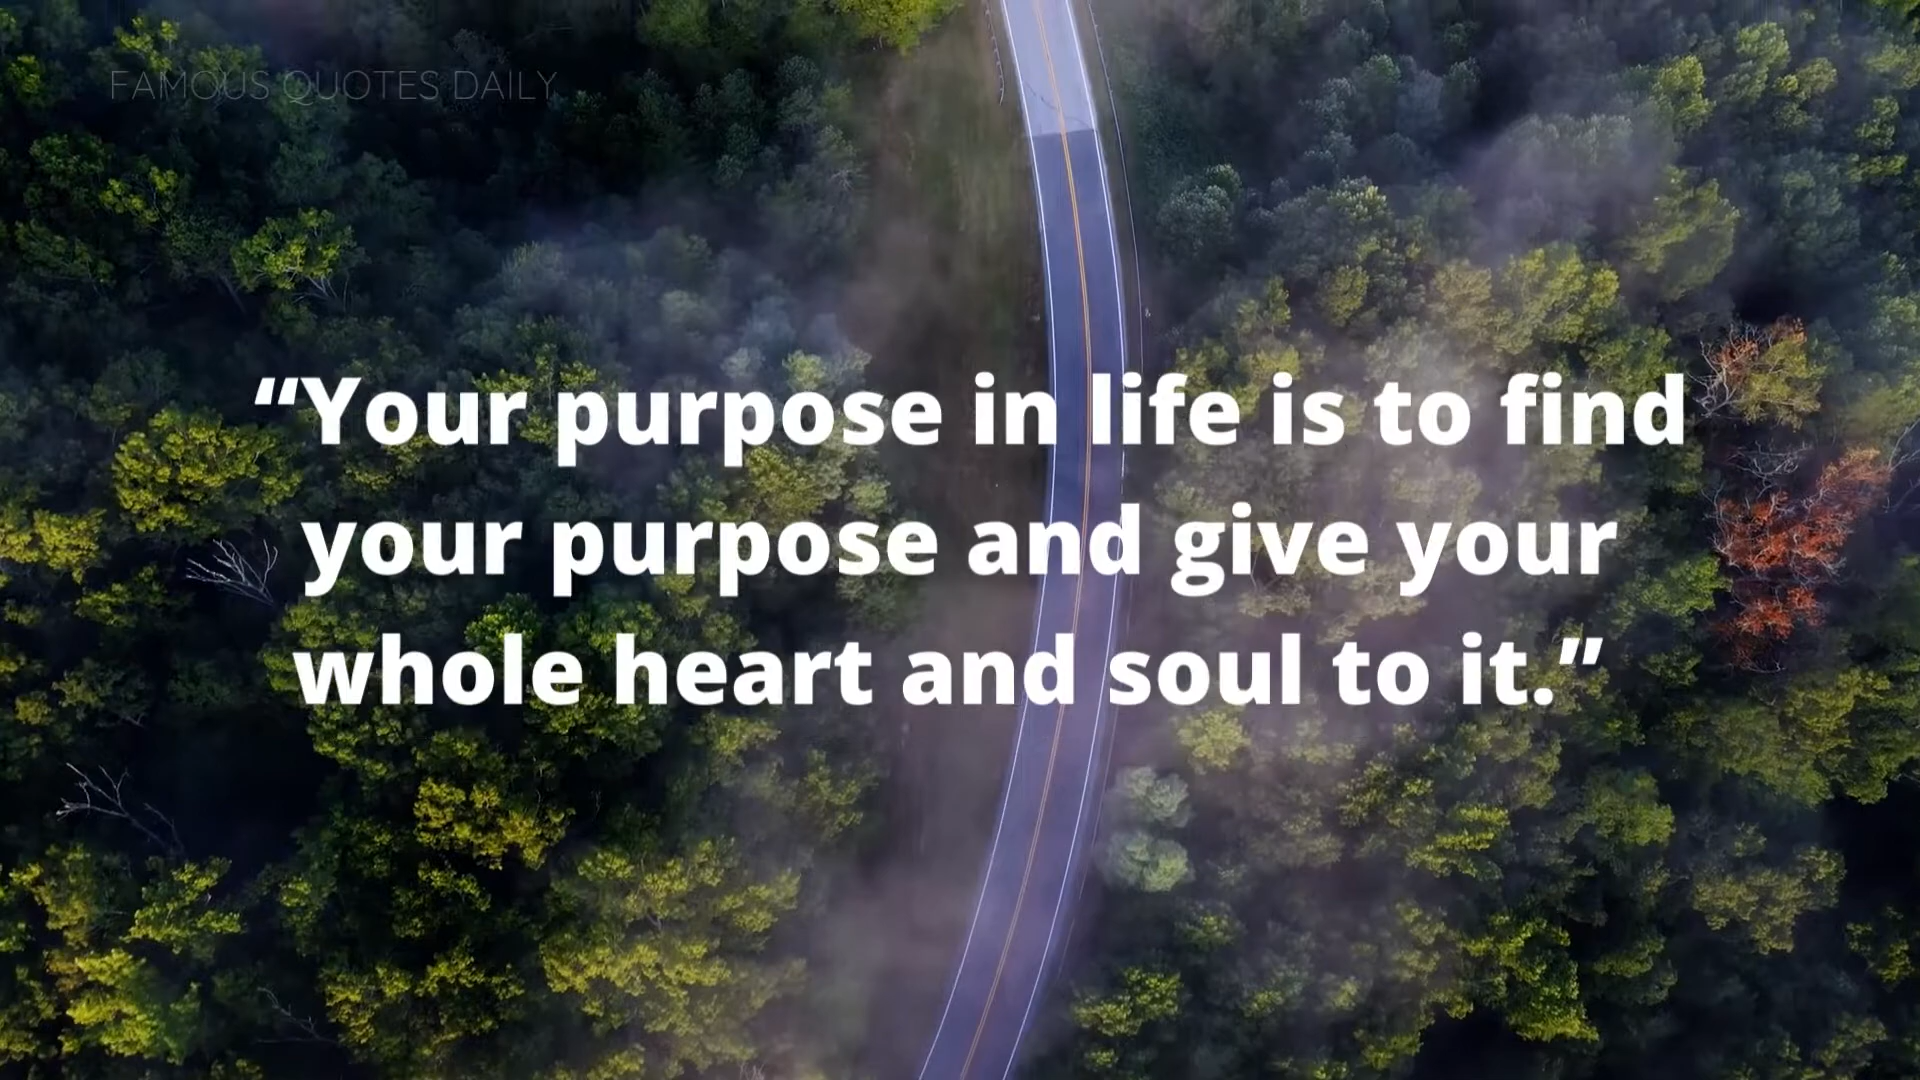 FAMOUS QUOTES DAILY
“Your purpose in life is to find
your purpose and give your
whole heart and soul to it.”